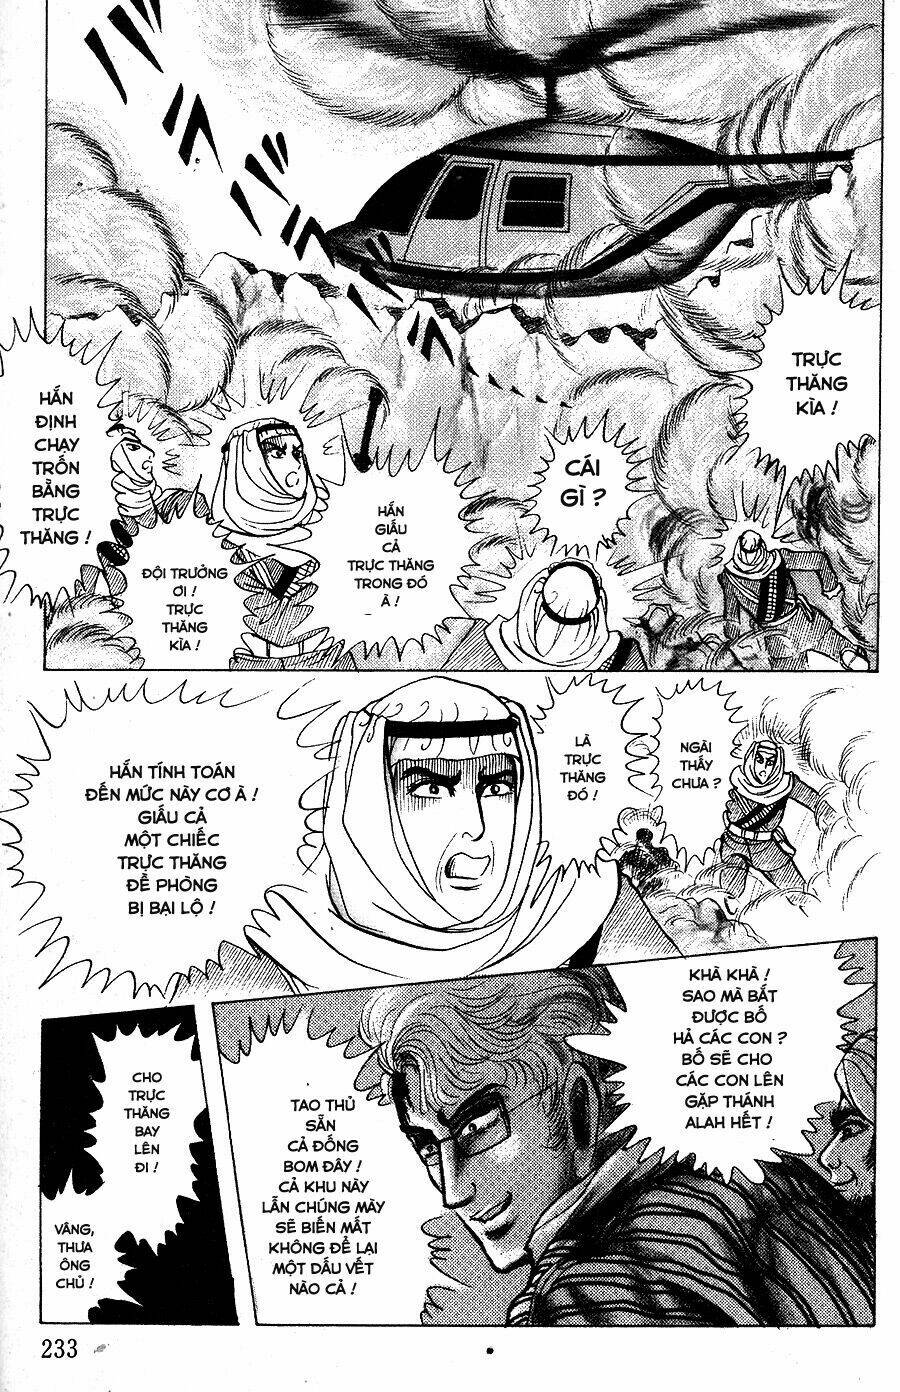 TRỰC
THĂNG
KÌA !
CÁI
GÌ ?
HẮN
GIẤU
CẢ
TRỰC THĂNG
TRONG ĐÓ
À !
ĐỘI TRƯỞNG
ƠI !
TRỰC
THĂNG
KÌA !
HẮN
ĐỊNH
CHẠY
TRỐN
BẰNG
TRỰC
THĂNG !
NGÀI
THẤY
CHƯA ?
LÀ
TRỰC
THĂNG
ĐÓ !
HẮN TÍNH TOÁN
ĐẾN MỨC NÀY CƠ À !
GIẤU CẢ
MỘT CHIẾC
TRỰC THĂNG
ĐỂ PHÒNG
BỊ BẠI LỘ !
KHÀ KHÀ !
SAO MÀ BẮT
ĐƯỢC BỐ
HẢ CÁC CON ?
BỐ SẼ CHO
CÁC CON LÊN
GẶP THÁNH
ALAH HẾT !
TAO THỦ
SẴN
CẢ ĐỐNG
BOM ĐÂY !
CẢ KHU NÀY
LẪN CHÚNG MÀY
SẼ BIẾN MẤT
KHÔNG ĐỂ LẠI
MỘT DẤU VẾT
NÀO CẢ !
CHO
TRỰC
THĂNG
BAY
LÊN
ĐI !
VÂNG,
THƯA
ÔNG
CHỦ !
233